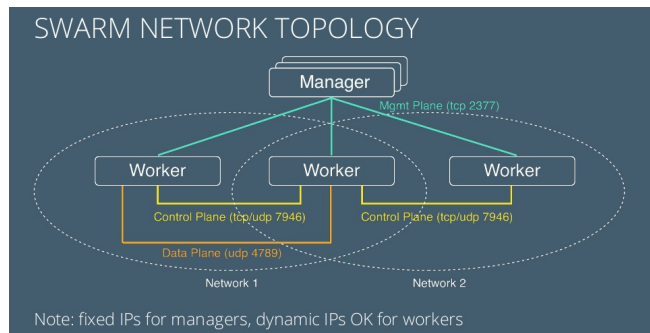 SWARM NETWORK TOPOLOGY
Manager
Mgmt Plane (tcp 2377)
Worker
Worker
Worker
Control Plane (tcp/udp 7946)
Control Plane (tcp/udp 7946)
Data Plane (udp 4789)
Network 1
Network 2
Note: fixed IPs for managers, dynamic IPs OK for workers